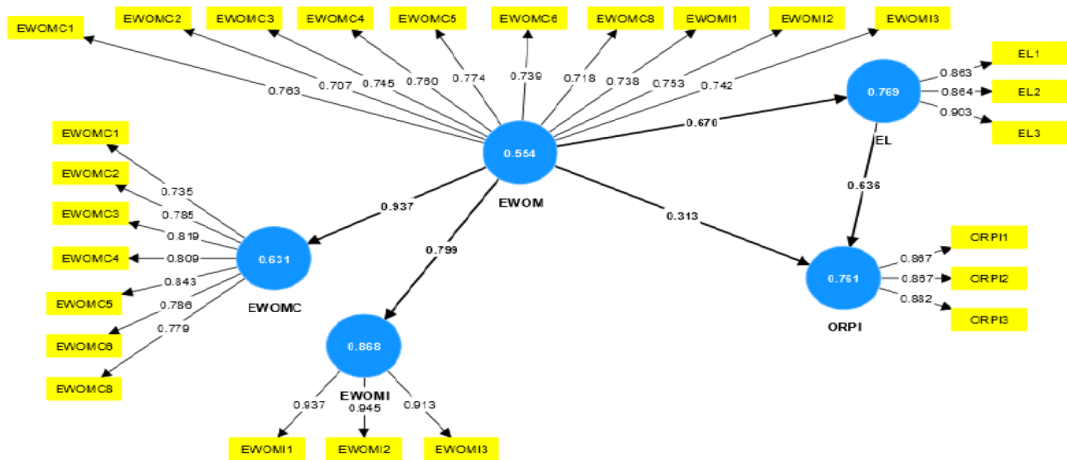 EWOMC1
EWOMC2
EWOMC3
EWOMC4
EWOMC5
EWOMC6
EWOMC8
EWOMI1
EWOMI2
EWOMI3
0.763
0.707
0.745
0.760
0.774
0.739
0.718
0.738
0.753
0.742
EL1
0.863
EL2
0.864
0.903
EL3
0.769
EL
0.670
0.554
EWOM
0.636
0.937
0.313
0.799
EWOMC1
EWOMC2
EWOMC3
EWOMC4
EWOMC5
EWOMC6
EWOMC8
0.735
0.785
0.819
0.809
0.843
0.786
0.779
0.631
EWOMC
ORPI1
ORPI2
ORPI3
0.867
0.867
0.882
0.761
ORPI
0.868
EWOMI
0.937
0.945
0.913
EWOMI1
EWOMI2
EWOMI3